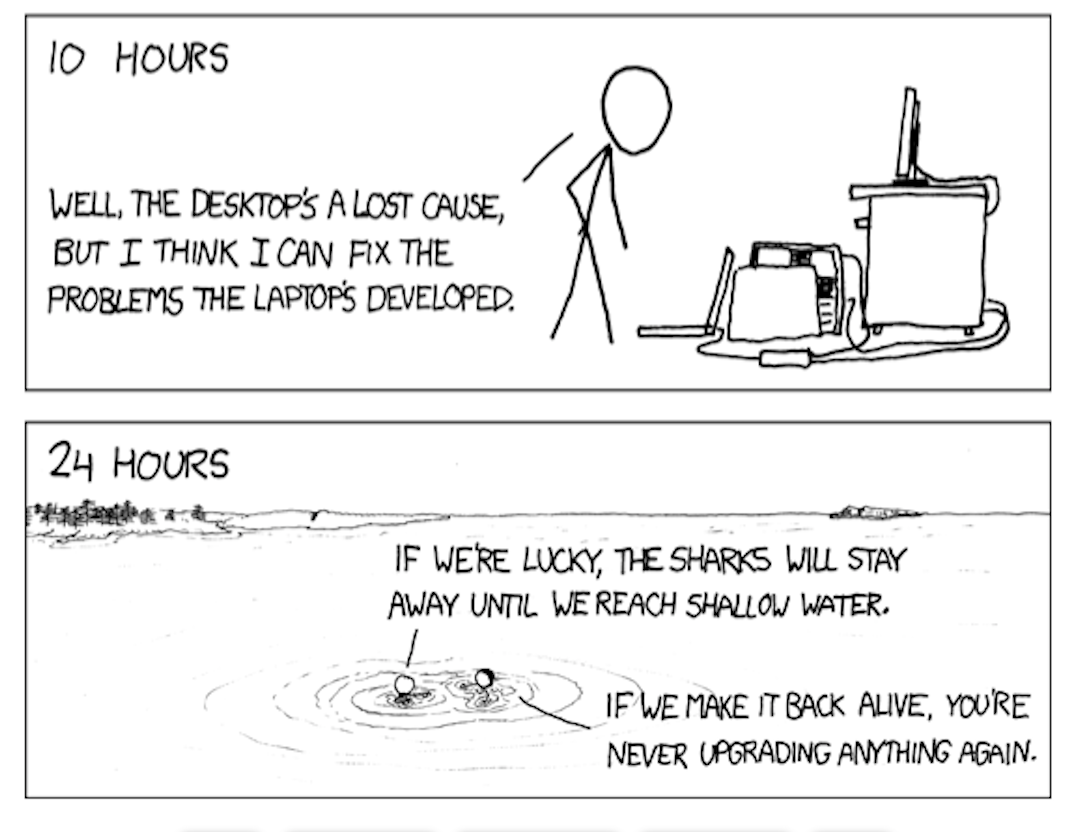 10 HOURS
WELL, THE DESKTOP'S A LOST CAUSE,
BUT I THINK I CAN FIX THE
PROBLEMS THE LAPTOP'S DEVELOPED.
24 HOURS
IF WE'RE LUCKY, THE SHARKS WILL STAY
AWAY UNTIL WE REACH SHALLOW WATER.
IF WE MAKE IT BACK ALIVE, YOU'RE
NEVER UPGRADING ANYTHING AGAIN.